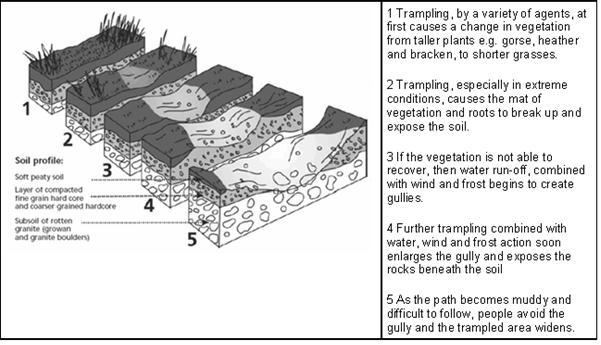 1
2
3
4
5
Soil profile:
Soft peaty soil
Layer of compacted
fine grain hard core
and coarser grained hardcore
Subsoil of rotten
granite (growan
and granite boulders)
1 Trampling, by a variety of agents, at
first causes a change in vegetation
from taller plants e.g. gorse, heather
and bracken, to shorter grasses.
2 Trampling, especially in extreme
conditions, causes the mat of
vegetation and roots to break up and
expose the soil.
3 If the vegetation is not able to
recover, then water run-off, combined
with wind and frost begins to create
gullies.
4 Further trampling combined with
water, wind and frost action soon
enlarges the gully and exposes the
rocks beneath the soil
5 As the path becomes muddy and
difficult to follow, people avoid the
gully and the trampled area widens.